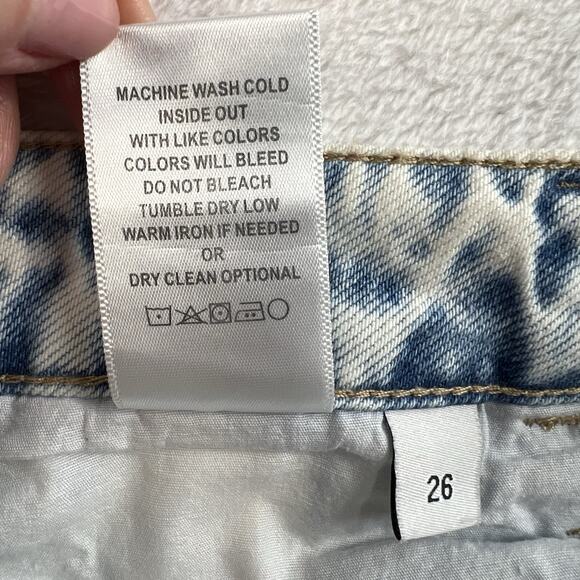 MACHINE WASH COLD
INSIDE OUT
WITH LIKE COLORS
COLORS WILL BLEED
DO NOT BLEACH
TUMBLE DRY LOW
WARM IRON IF NEEDED
OR
DRY CLEAN OPTIONAL
26